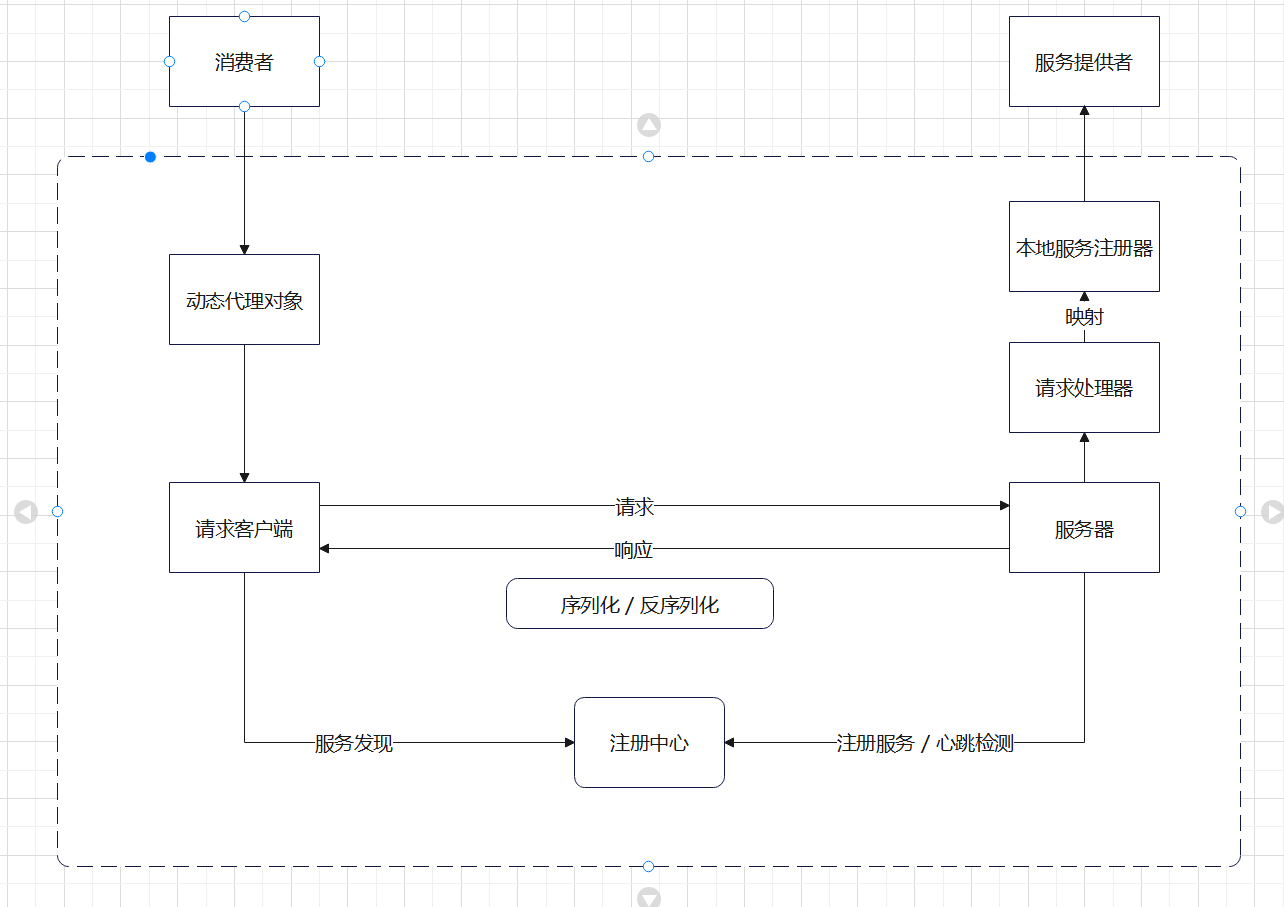 消费者
服务提供者
本地服务注册器
动态代理对象
映射
请求处理器
请求
请求客户端
服务器
响应
序列化 / 反序列化
服务发现
注册中心
注册服务 / 心跳检测